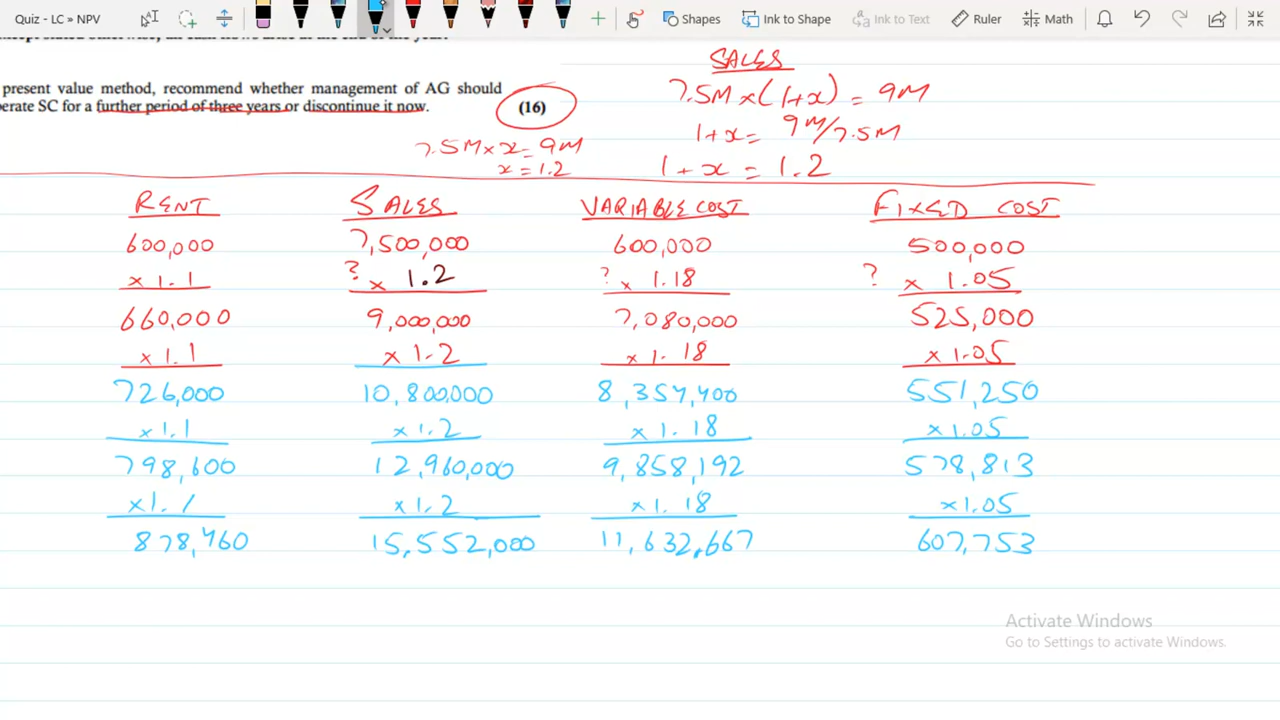 Quiz - LC » NPV
Shapes
Ink to Shape
Ink to Text
Ruler
Math
present value method, recommend whether management of AG should
perate SC for a further period of three years or discontinue it now.
(16)
SALES
7.5M x (1+x) = 9M
1+x = 9M/7.5M
1 + x = 1.2
7.5M x x = 9M
x = 1.2
RENT SALES VARIABLE COST FIXED COST
600,000 7,500,000 600,000 500,000
x 1.1 ? x 1.2 ? x 1.18 ? x 1.05
660,000 9,000,000 7,080,000 525,000
x 1.1 x 1.2 x 1.18 x 1.05
726,000 10,800,000 8,354,400 551,250
x 1.1 x 1.2 x 1.18 x 1.05
798,600 12,960,000 9,858,192 578,813
x 1.1 x 1.2 x 1.18 x 1.05
878,460 15,552,000 11,632,667 607,753
Activate Windows
Go to Settings to activate Windows.